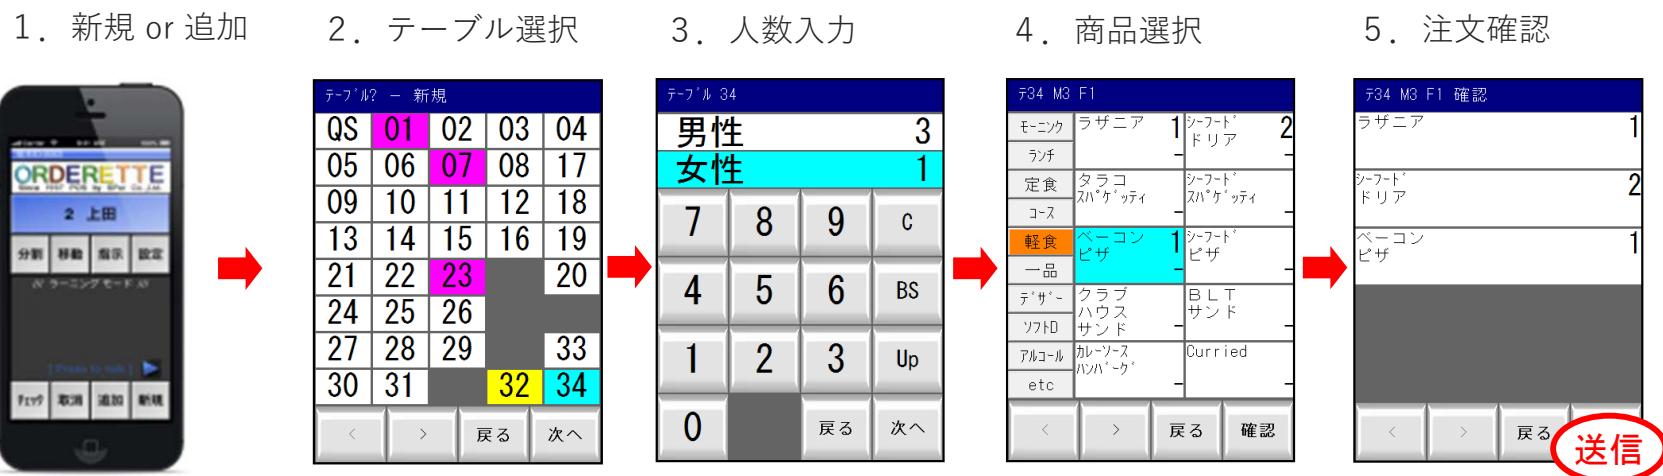 1. 新規 or 追加
2. テーブル選択
3. 人数入力
4. 商品選択
5. 注文確認
ORDERETTE
2 上田
分割 移動 指示 設定
ラーニングモード
[Press to talk]
ﾁｪｯｸ 取消 追加 新規
ﾃｰﾌﾞﾙ? － 新規
QS 01 02 03 04
05 06 07 08 17
09 10 11 12 18
13 14 15 16 19
21 22 23 20
24 25 26
27 28 29 33
30 31 32 34
< > 戻る 次へ
ﾃｰﾌﾞﾙ 34
男性 3
女性 1
7 8 9 C
4 5 6 BS
1 2 3 Up
0 戻る 次へ
ﾃ34 M3 F1
ﾓｰﾆﾝｸ
ﾗﾝﾁ
定食
ｺｰｽ
軽食
一品
ﾃﾞｻﾞｰ
ｿﾌﾄD
ｱﾙｺｰﾙ
etc
ラザニア 1
-
ｼｰﾌｰﾄﾞ 2
ドリア
-
タラコ
ｽﾊﾟｹﾞｯﾃｨ
-
ｼｰﾌｰﾄﾞ
ｽﾊﾟｹﾞｯﾃｨ
-
ベーコン 1
ピザ
-
ｼｰﾌｰﾄﾞ
ピザ
-
クラブ
ハウス
サンド
-
ＢＬＴ
サンド
-
ｶﾚｰｿｰｽ
ﾊﾝﾊﾞｰｸﾞ
-
Curried
-
< > 戻る 確認
ﾃ34 M3 F1 確認
ラザニア 1
ｼｰﾌｰﾄﾞ 2
ドリア
ベーコン 1
ピザ
< > 戻る
送信